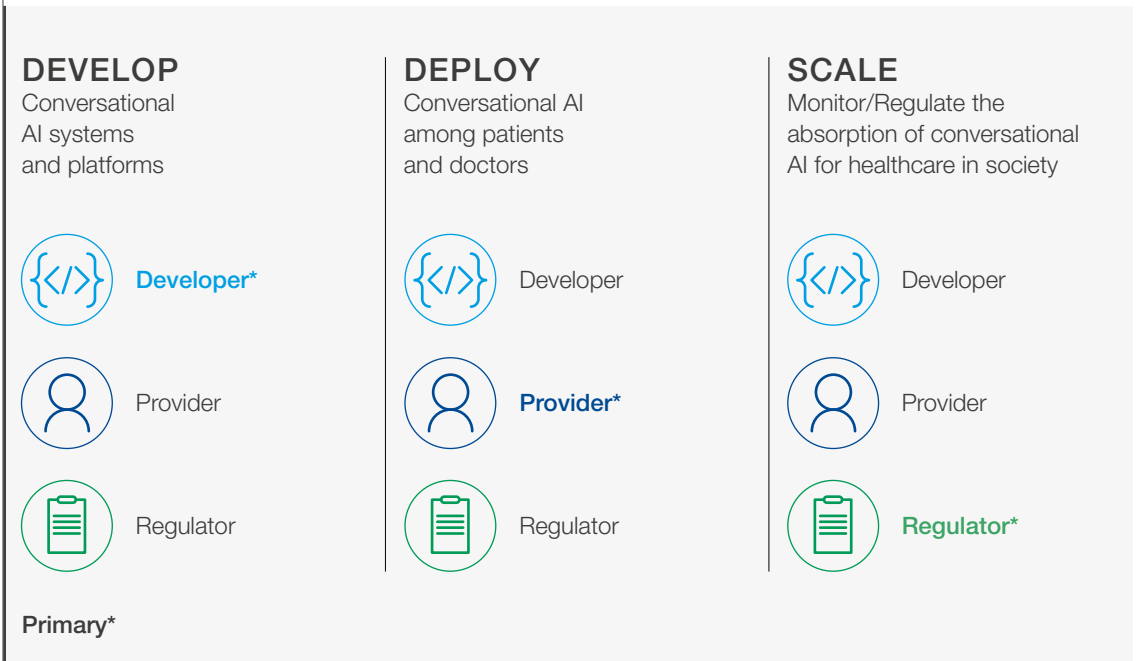 DEVELOP
Conversational
AI systems
and platforms
Developer*
Provider
Regulator
DEPLOY
Conversational AI
among patients
and doctors
Developer
Provider*
Regulator
SCALE
Monitor/Regulate the
absorption of conversational
AI for healthcare in society
Developer
Provider
Regulator*
Primary*